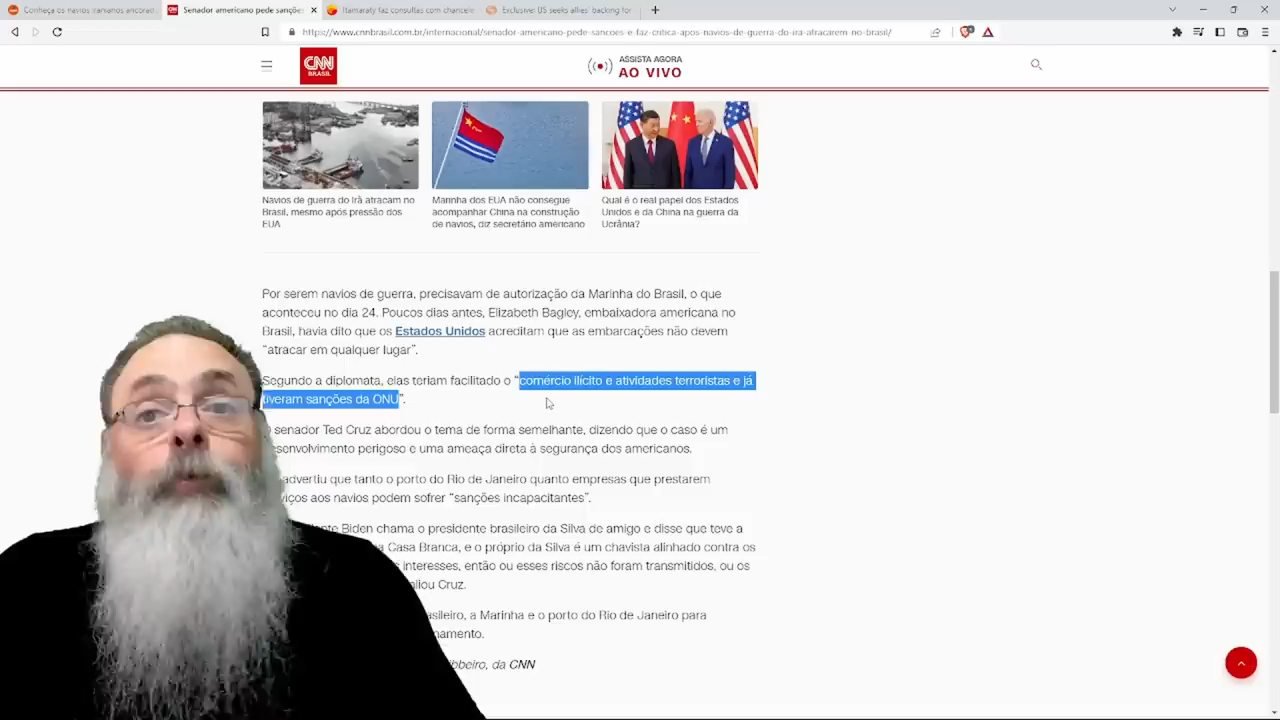 Conheça os navios iranianos ancorad
Senador americano pede sanções
Itamaraty faz consultas com chancele
Exclusive: US seeks allies' backing for
https://www.cnnbrasil.com.br/internacional/senador-americano-pede-sancoes-e-faz-critica-apos-navios-de-guerra-do-ira-atracarem-no-brasil/
CNN
BRASIL
ASSISTA AGORA
AO VIVO
Navios de guerra do Irã atracam no
Brasil, mesmo após pressão dos
EUA
Marinha dos EUA não consegue
acompanhar China na construção
de navios, diz secretário americano
Qual é o real papel dos Estados
Unidos e da China na guerra da
Ucrânia?
Por serem navios de guerra, precisavam de autorização da Marinha do Brasil, o que
aconteceu no dia 24. Poucos dias antes, Elizabeth Bagley, embaixadora americana no
Brasil, havia dito que os Estados Unidos acreditam que as embarcações não devem
“atracar em qualquer lugar”.
Segundo a diplomata, elas teriam facilitado o “comércio ilícito e atividades terroristas e já
tiveram sanções da ONU”.
senador Ted Cruz abordou o tema de forma semelhante, dizendo que o caso é um
esenvolvimento perigoso e uma ameaça direta à segurança dos americanos.
advertiu que tanto o porto do Rio de Janeiro quanto empresas que prestarem
viços aos navios podem sofrer “sanções incapacitantes”.
nte Biden chama o presidente brasileiro da Silva de amigo e disse que teve a
a Casa Branca, e o próprio da Silva é um chavista alinhado contra os
s interesses, então ou esses riscos não foram transmitidos, ou os
liou Cruz.
asileiro, a Marinha e o porto do Rio de Janeiro para
namento.
ibbeiro, da CNN